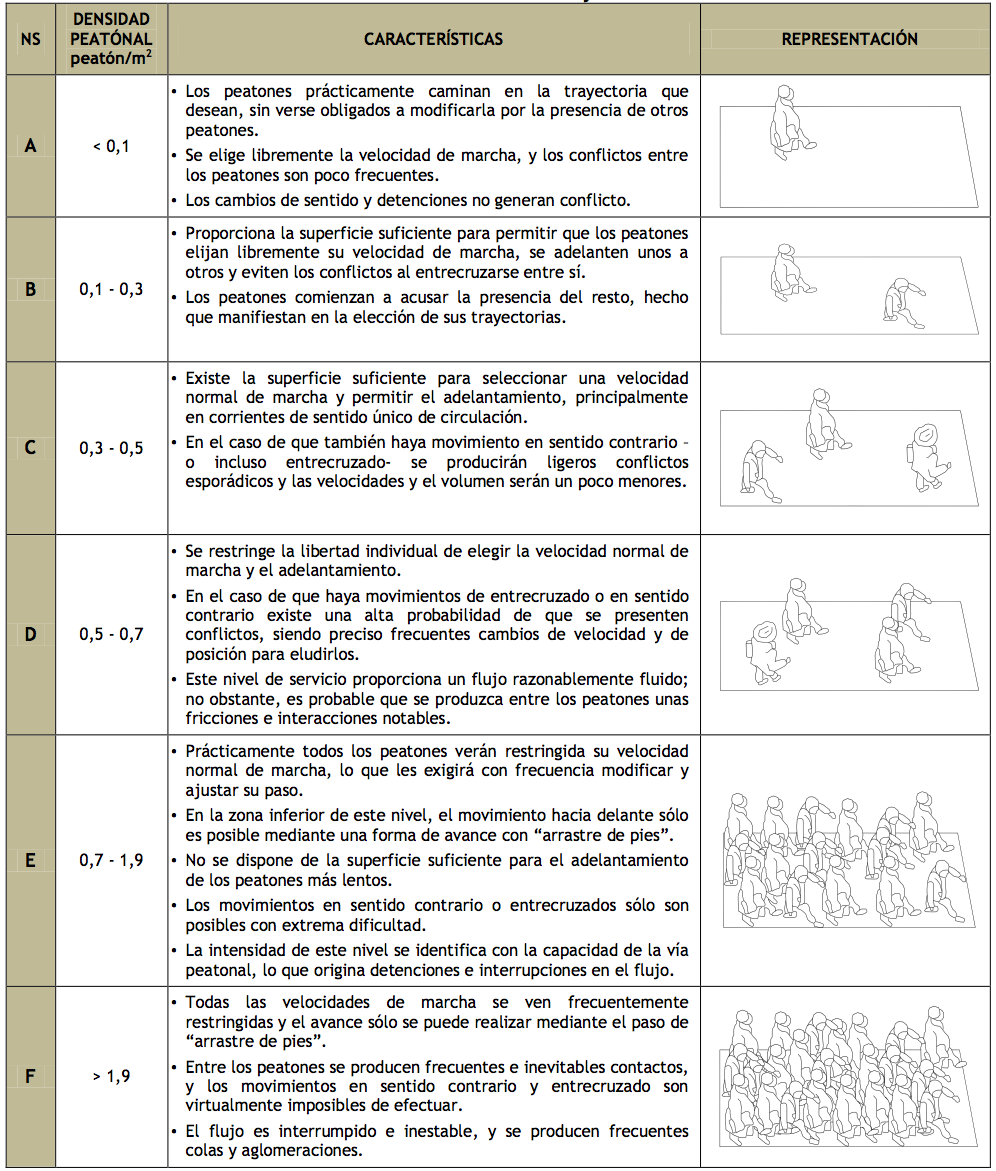 NS
DENSIDAD
PEATÓNAL
peatón/m²
CARACTERÍSTICAS
REPRESENTACIÓN
A
< 0,1
• Los peatones prácticamente caminan en la trayectoria que
desean, sin verse obligados a modificarla por la presencia de otros
peatones.
• Se elige libremente la velocidad de marcha, y los conflictos entre
los peatones son poco frecuentes.
• Los cambios de sentido y detenciones no generan conflicto.
B
0,1 - 0,3
• Proporciona la superficie suficiente para permitir que los peatones
elijan libremente su velocidad de marcha, se adelanten unos a
otros y eviten los conflictos al entrecruzarse entre sí.
• Los peatones comienzan a acusar la presencia del resto, hecho
que manifiestan en la elección de sus trayectorias.
C
0,3 - 0,5
• Existe la superficie suficiente para seleccionar una velocidad
normal de marcha y permitir el adelantamiento, principalmente
en corrientes de sentido único de circulación.
• En el caso de que también haya movimiento en sentido contrario –
o incluso entrecruzado- se producirán ligeros conflictos
esporádicos y las velocidades y el volumen serán un poco menores.
D
0,5 - 0,7
• Se restringe la libertad individual de elegir la velocidad normal de
marcha y el adelantamiento.
• En el caso de que haya movimientos de entrecruzado o en sentido
contrario existe una alta probabilidad de que se presenten
conflictos, siendo preciso frecuentes cambios de velocidad y de
posición para eludirlos.
• Este nivel de servicio proporciona un flujo razonablemente fluido;
no obstante, es probable que se produzca entre los peatones unas
fricciones e interacciones notables.
E
0,7 - 1,9
• Prácticamente todos los peatones verán restringida su velocidad
normal de marcha, lo que les exigirá con frecuencia modificar y
ajustar su paso.
• En la zona inferior de este nivel, el movimiento hacia delante sólo
es posible mediante una forma de avance con “arrastre de pies”.
• No se dispone de la superficie suficiente para el adelantamiento
de los peatones más lentos.
• Los movimientos en sentido contrario o entrecruzados sólo son
posibles con extrema dificultad.
• La intensidad de este nivel se identifica con la capacidad de la vía
peatonal, lo que origina detenciones e interrupciones en el flujo.
F
> 1,9
• Todas las velocidades de marcha se ven frecuentemente
restringidas y el avance sólo se puede realizar mediante el paso de
“arrastre de pies”.
• Entre los peatones se producen frecuentes e inevitables contactos,
y los movimientos en sentido contrario y entrecruzado son
virtualmente imposibles de efectuar.
• El flujo es interrumpido e inestable, y se producen frecuentes
colas y aglomeraciones.